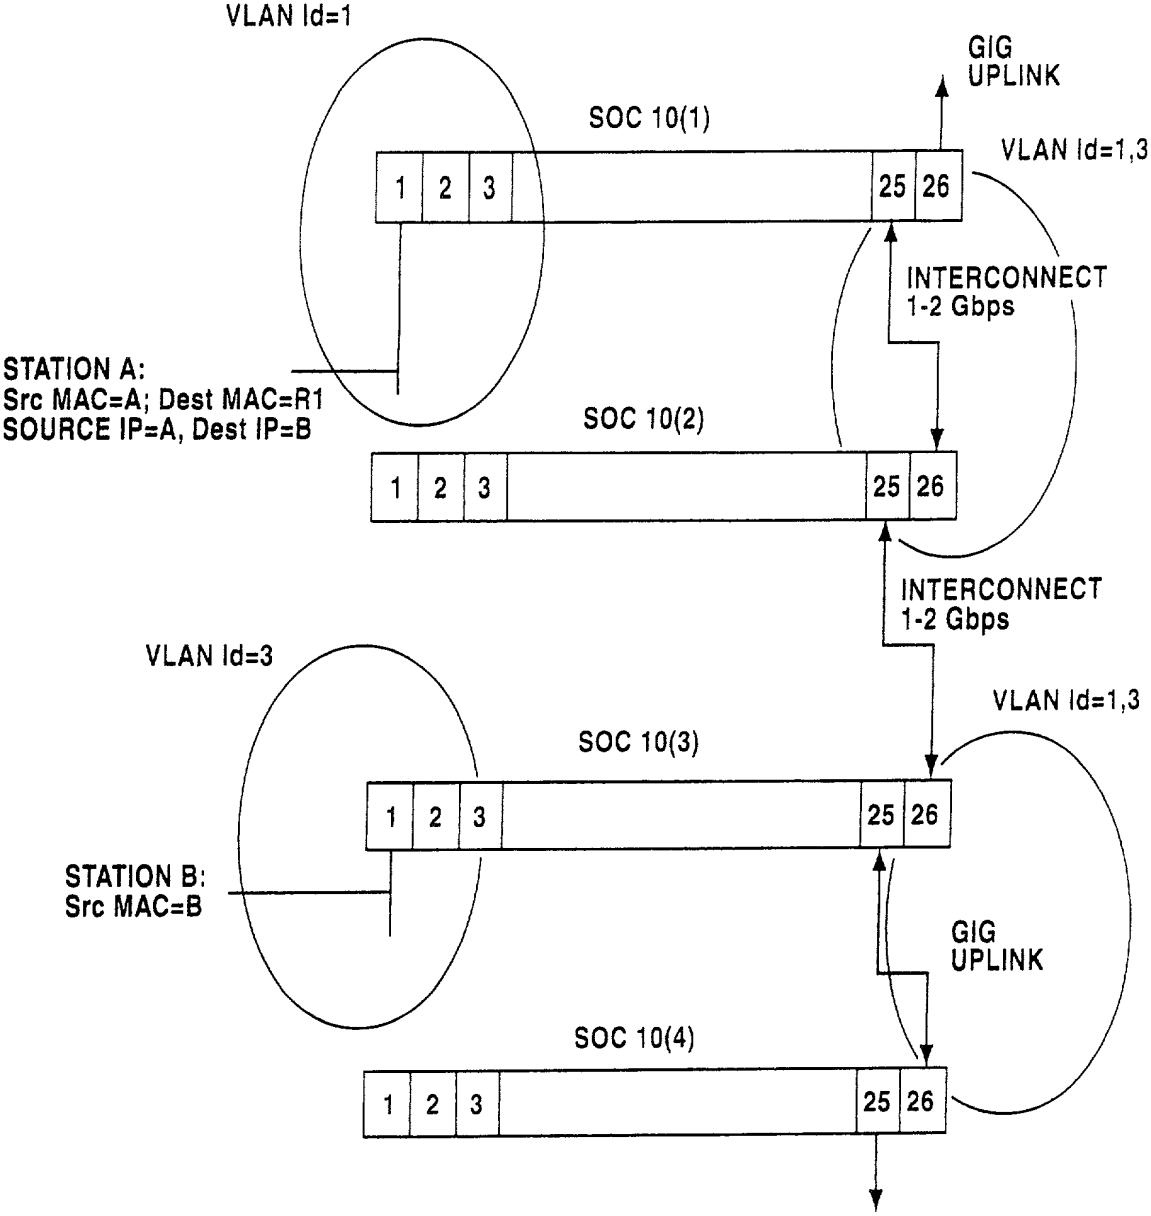 VLAN Id=1
GIG
UPLINK
SOC 10(1)
VLAN Id=1,3
1 2 3 25 26
INTERCONNECT
1-2 Gbps
STATION A:
Src MAC=A; Dest MAC=R1
SOURCE IP=A, Dest IP=B
SOC 10(2)
1 2 3 25 26
INTERCONNECT
1-2 Gbps
VLAN Id=3
VLAN Id=1,3
SOC 10(3)
1 2 3 25 26
STATION B:
Src MAC=B
GIG
UPLINK
SOC 10(4)
1 2 3 25 26